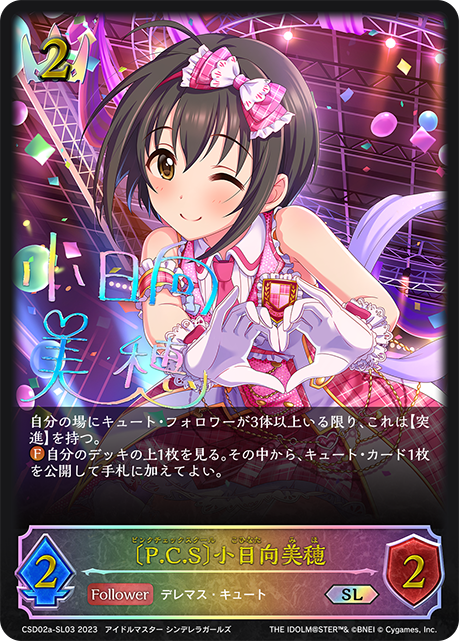 2
小日向
美穂
自分の場にキュート・フォロワーが3体以上いる限り、これは【突
進】を持つ。
F 自分のデッキの上1枚を見る。その中から、キュート・カード1枚
を公開して手札に加えてよい。
ピンクチェックスクール こひなた みほ
〔P.C.S〕小日向美穂
2
Follower デレマス・キュート SL
2
CSD02a-SL03 2023 アイドルマスター シンデレラガールズ THE IDOLM@STER™& ©BNEI © Cygames, Inc.